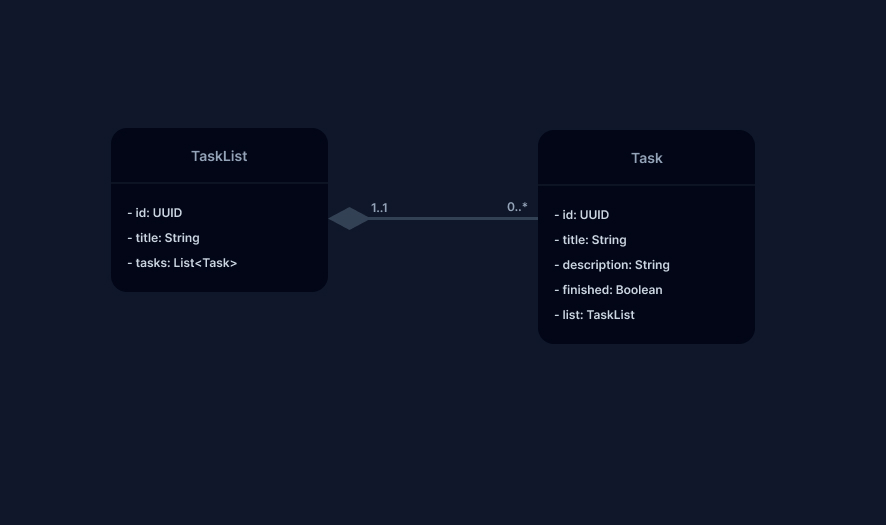 TaskList
- id: UUID
- title: String
- tasks: List<Task>
1..1
0..*
Task
- id: UUID
- title: String
- description: String
- finished: Boolean
- list: TaskList